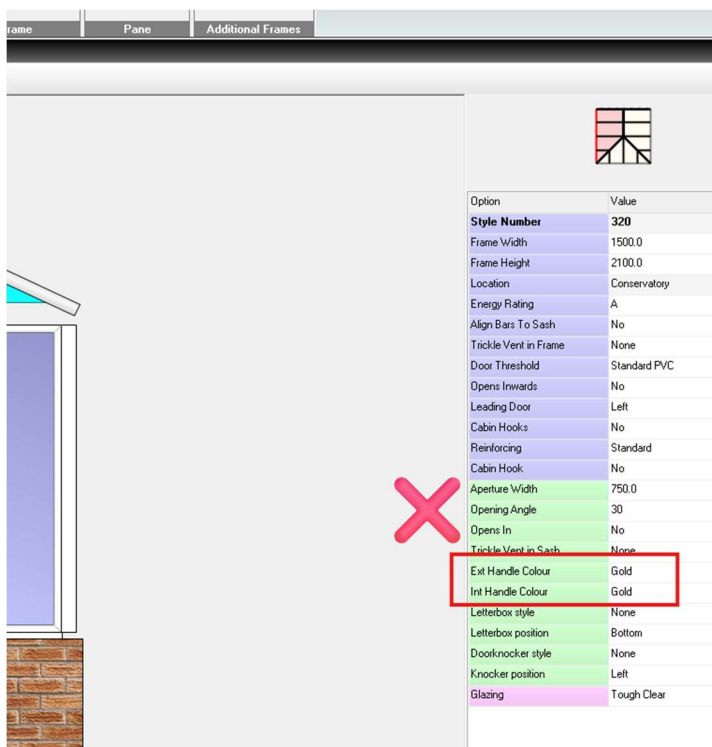 rame Pane Additional Frames
Option Value
Style Number 320
Frame Width 1500.0
Frame Height 2100.0
Location Conservatory
Energy Rating A
Align Bars To Sash No
Trickle Vent in Frame None
Door Threshold Standard PVC
Opens Inwards No
Leading Door Left
Cabin Hooks No
Reinforcing Standard
Cabin Hook No
Aperture Width 750.0
Opening Angle 30
Opens In No
Trickle Vent in Sash None
Ext Handle Colour Gold
Int Handle Colour Gold
Letterbox style None
Letterbox position Bottom
Doorknocker style None
Knocker position Left
Glazing Tough Clear